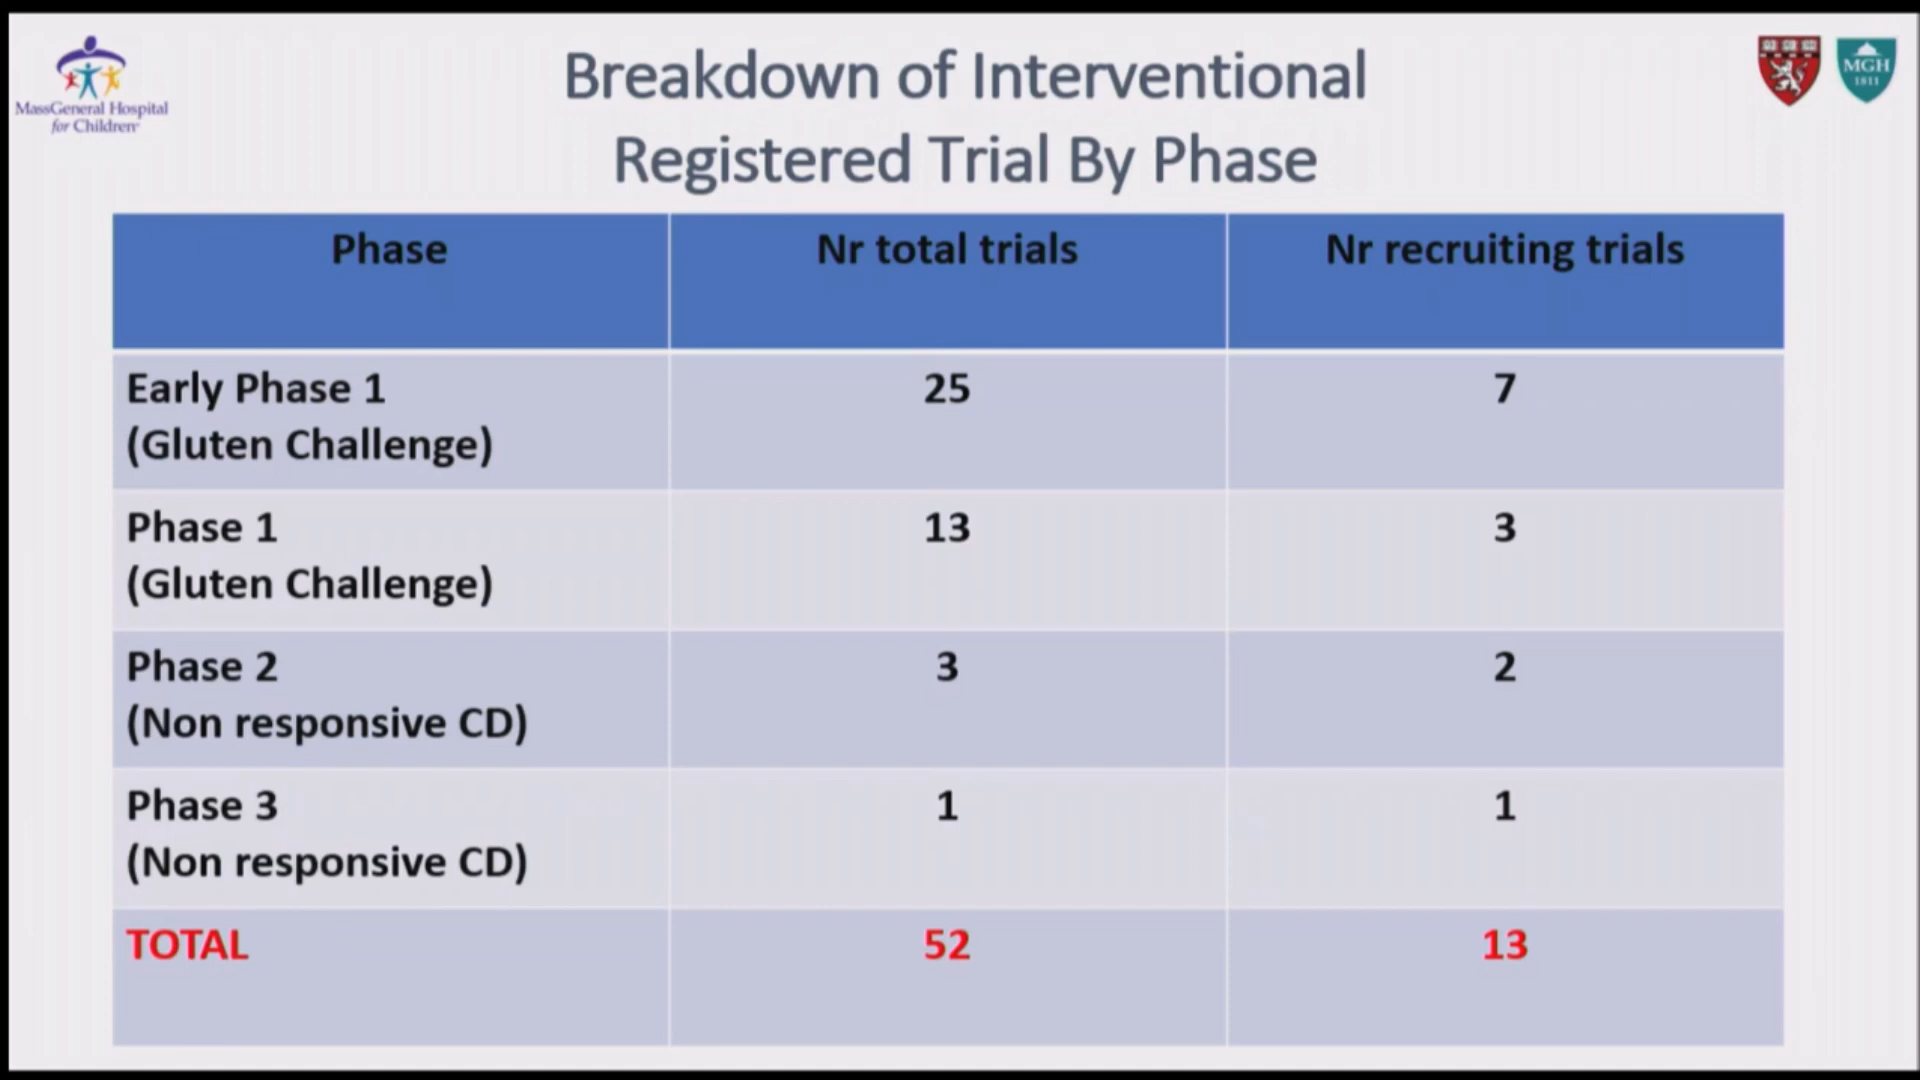 MassGeneral Hospital
for Children
Breakdown of Interventional
Registered Trial By Phase
MGH
1811
Phase
Nr total trials
Nr recruiting trials
Early Phase 1
(Gluten Challenge)
25
7
Phase 1
(Gluten Challenge)
13
3
Phase 2
(Non responsive CD)
3
2
Phase 3
(Non responsive CD)
1
1
TOTAL
52
13